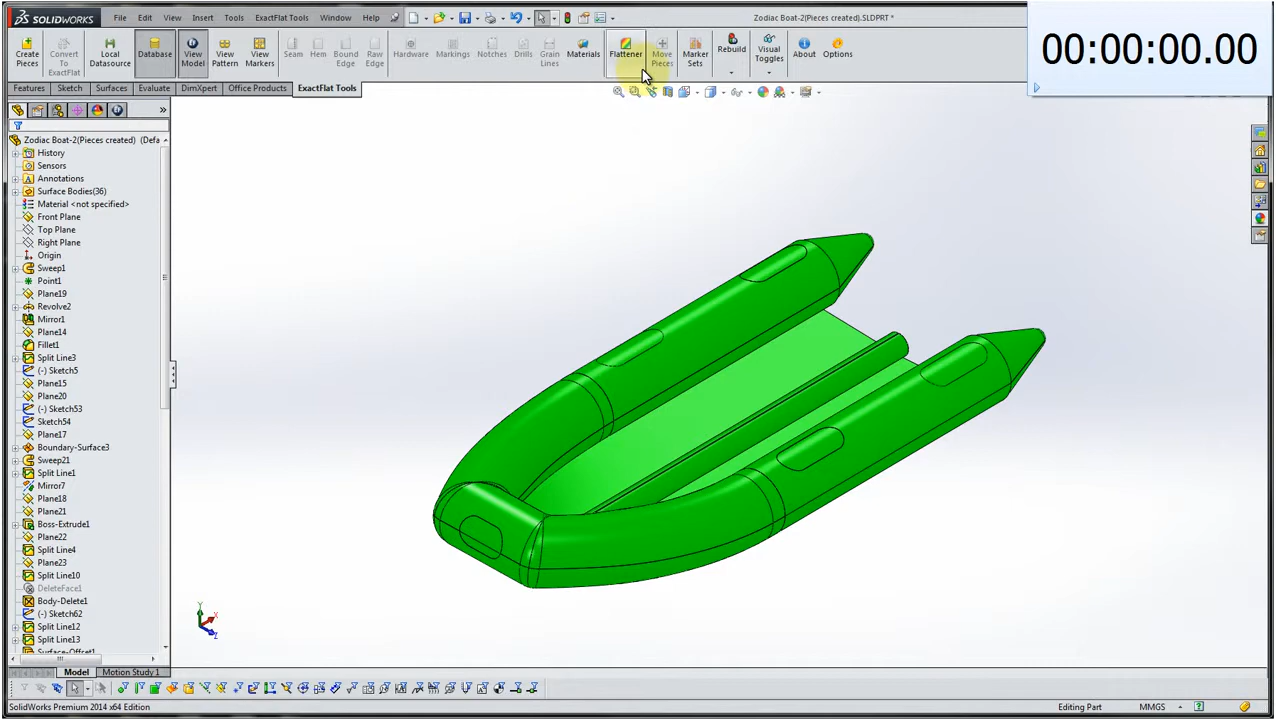 SOLIDWORKS File Edit View Insert Tools ExactFlat Tools Window Help Zodiac Boat-2(Pieces created).SLDPRT *
00:00:00.00
Create Pieces Convert to ExactFlat Local Datasource Database View Model View Pattern View Markers Seam Hem Bound Edge Raw Edge Hardware Markings Notches Drills Grain Lines Materials Flattener Move Pieces Marker Sets Rebuild Visual Toggles About Options
Features Sketch Surfaces Evaluate DimXpert Office Products ExactFlat Tools
Zodiac Boat-2(Pieces created) (Defa
History
Sensors
Annotations
Surface Bodies(36)
Material <not specified>
Front Plane
Top Plane
Right Plane
Origin
Sweep1
Point1
Plane19
Revolve2
Mirror1
Plane14
Fillet1
Split Line3
(-) Sketch5
Plane15
Plane20
(-) Sketch53
Sketch54
Plane17
Boundary-Surface3
Sweep21
Split Line1
Mirror7
Plane18
Plane21
Boss-Extrude1
Plane22
Split Line4
Plane23
Split Line10
DeleteFace1
Body-Delete1
(-) Sketch62
Split Line12
Split Line13
Surface-Offset1
Y X Z
Model Motion Study 1
SolidWorks Premium 2014 x64 Edition Editing Part MMGS